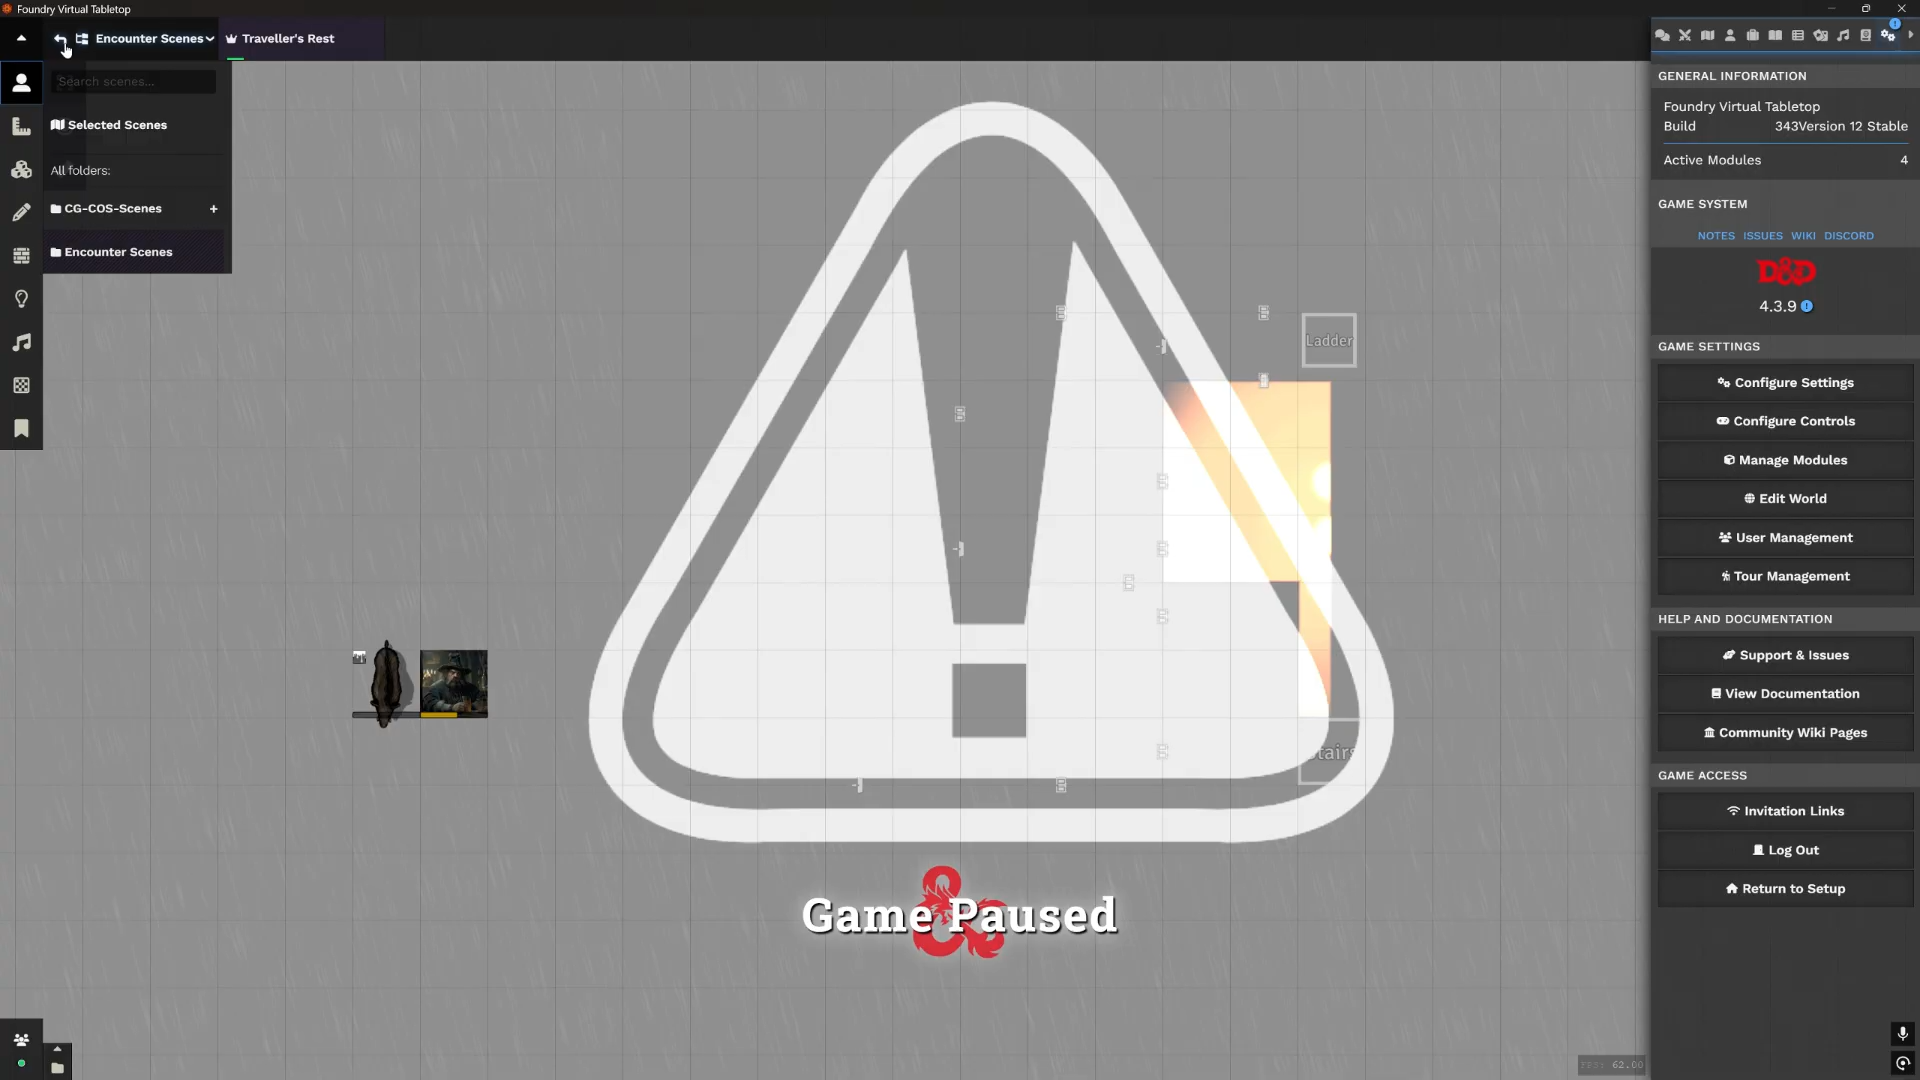 Foundry Virtual Tabletop
Encounter Scenes
Traveller's Rest
Search scenes...
Selected Scenes
All folders:
CG-COS-Scenes +
Encounter Scenes
Ladder
Stairs
Game Paused
FPS: 62.00
GENERAL INFORMATION
Foundry Virtual Tabletop
Build 343Version 12 Stable
Active Modules 4
GAME SYSTEM
NOTES ISSUES WIKI DISCORD
D&D
4.3.9
GAME SETTINGS
Configure Settings
Configure Controls
Manage Modules
Edit World
User Management
Tour Management
HELP AND DOCUMENTATION
Support & Issues
View Documentation
Community Wiki Pages
GAME ACCESS
Invitation Links
Log Out
Return to Setup